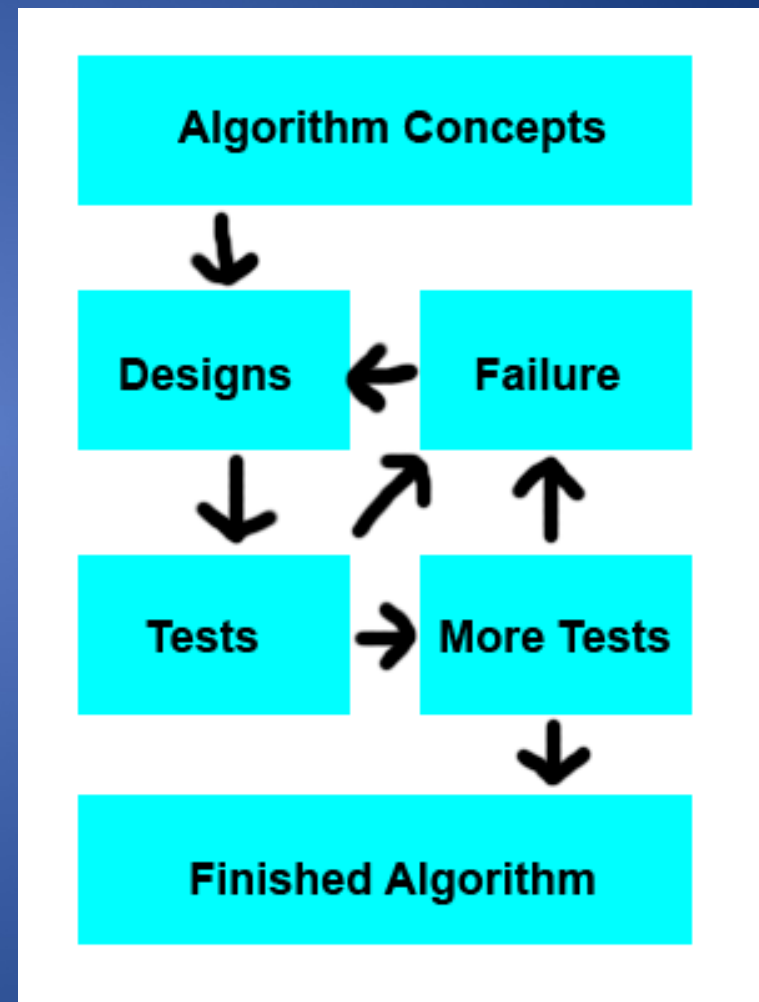 Algorithm Concepts
Designs
Failure
Tests
More Tests
Finished Algorithm